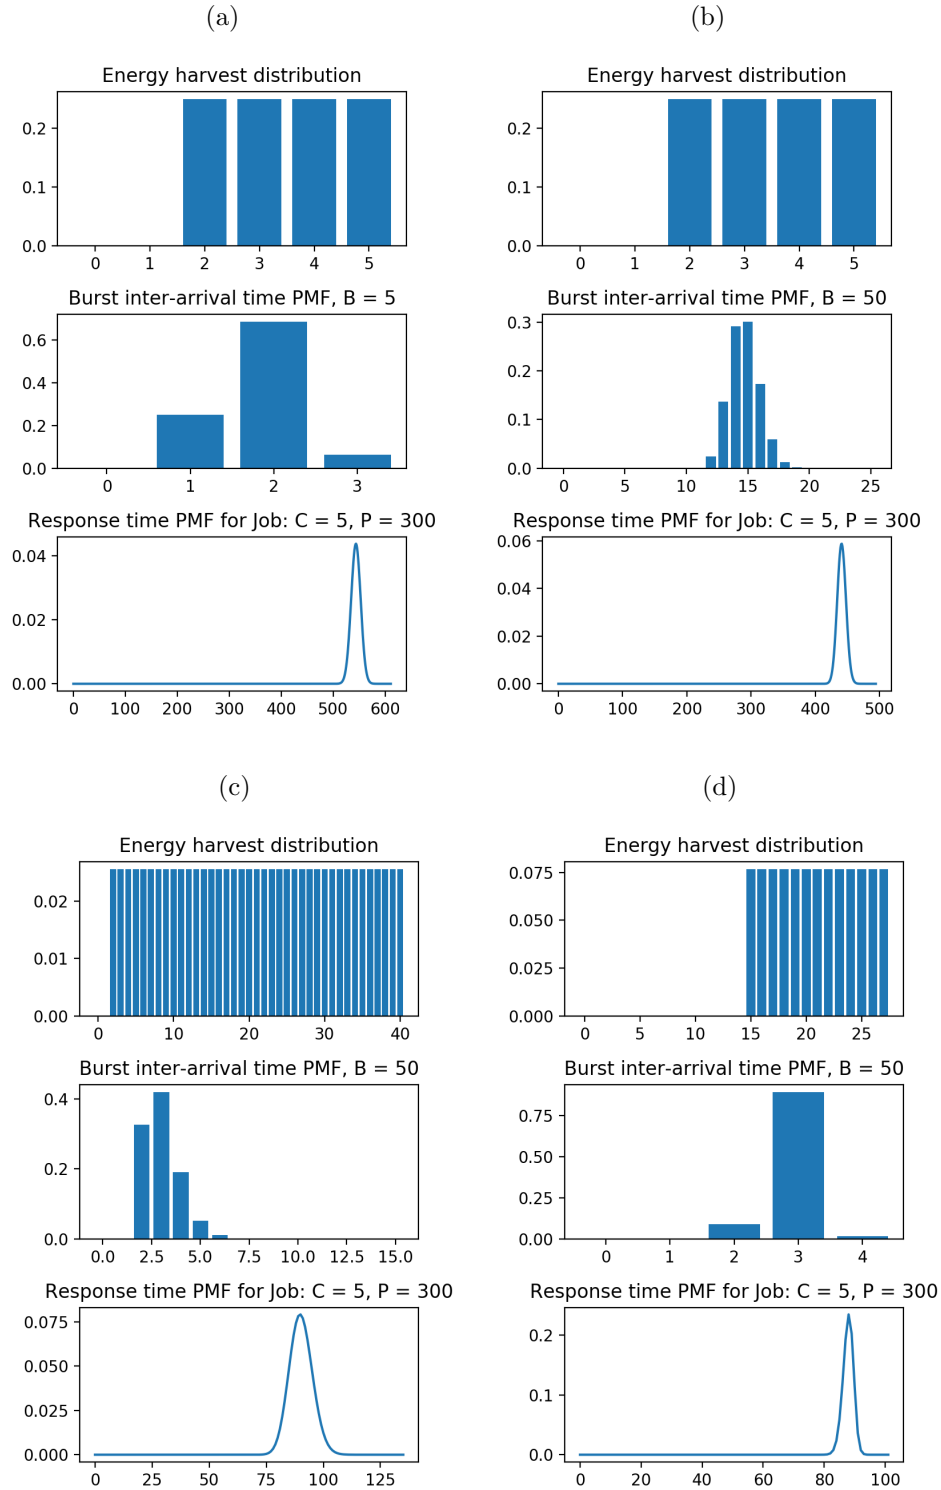 (a)
Energy harvest distribution
0.2
0.1
0.0
0 1 2 3 4 5
Burst inter-arrival time PMF, B = 5
0.6
0.4
0.2
0.0
0 1 2 3
Response time PMF for Job: C = 5, P = 300
0.04
0.02
0.00
0 100 200 300 400 500 600
(b)
Energy harvest distribution
0.2
0.1
0.0
0 1 2 3 4 5
Burst inter-arrival time PMF, B = 50
0.3
0.2
0.1
0.0
0 5 10 15 20 25
Response time PMF for Job: C = 5, P = 300
0.06
0.04
0.02
0.00
0 100 200 300 400 500
(c)
Energy harvest distribution
0.02
0.01
0.00
0 10 20 30 40
Burst inter-arrival time PMF, B = 50
0.4
0.2
0.0
0.0 2.5 5.0 7.5 10.0 12.5 15.0
Response time PMF for Job: C = 5, P = 300
0.075
0.050
0.025
0.000
0 25 50 75 100 125
(d)
Energy harvest distribution
0.075
0.050
0.025
0.000
0 5 10 15 20 25
Burst inter-arrival time PMF, B = 50
0.75
0.50
0.25
0.00
0 1 2 3 4
Response time PMF for Job: C = 5, P = 300
0.2
0.1
0.0
0 20 40 60 80 100